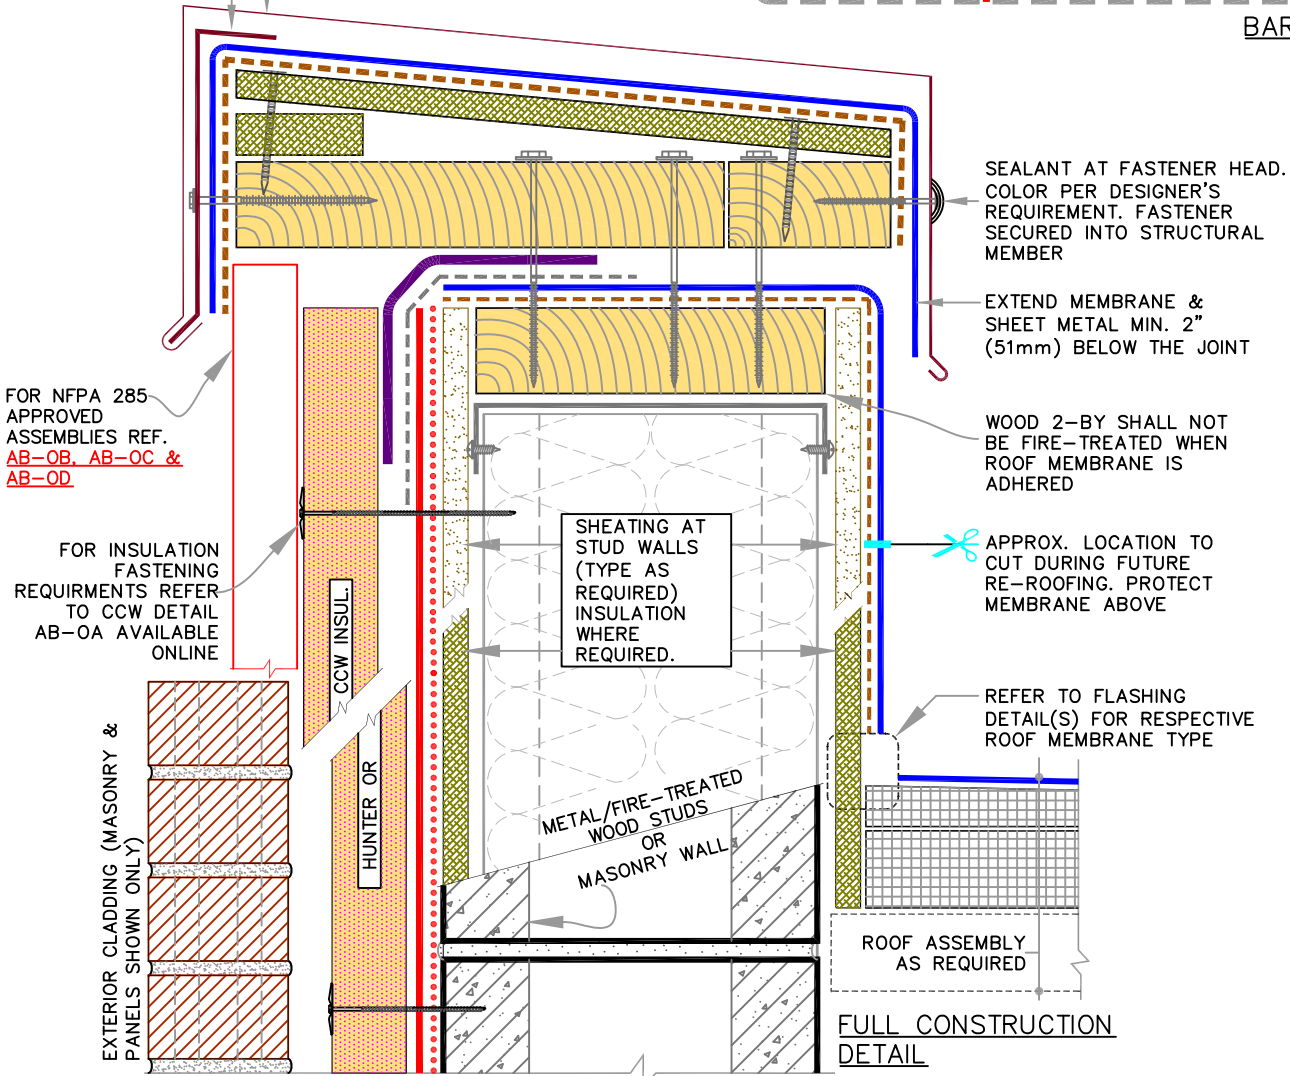 BAR
SEALANT AT FASTENER HEAD.
COLOR PER DESIGNER'S
REQUIREMENT. FASTENER
SECURED INTO STRUCTURAL
MEMBER
EXTEND MEMBRANE &
SHEET METAL MIN. 2"
(51mm) BELOW THE JOINT
FOR NFPA 285
APPROVED
ASSEMBLIES REF.
AB-OB, AB-OC &
AB-OD
WOOD 2-BY SHALL NOT
BE FIRE-TREATED WHEN
ROOF MEMBRANE IS
ADHERED
FOR INSULATION
FASTENING
REQUIRMENTS REFER
TO CCW DETAIL
AB-OA AVAILABLE
ONLINE
SHEATING AT
STUD WALLS
(TYPE AS
REQUIRED)
INSULATION
WHERE
REQUIRED.
APPROX. LOCATION TO
CUT DURING FUTURE
RE-ROOFING. PROTECT
MEMBRANE ABOVE
HUNTER OR
CCW INSUL.
REFER TO FLASHING
DETAIL(S) FOR RESPECTIVE
ROOF MEMBRANE TYPE
EXTERIOR CLADDING (MASONRY &
PANELS SHOWN ONLY)
METAL/FIRE-TREATED
WOOD STUDS
OR
MASONRY WALL
ROOF ASSEMBLY
AS REQUIRED
FULL CONSTRUCTION
DETAIL